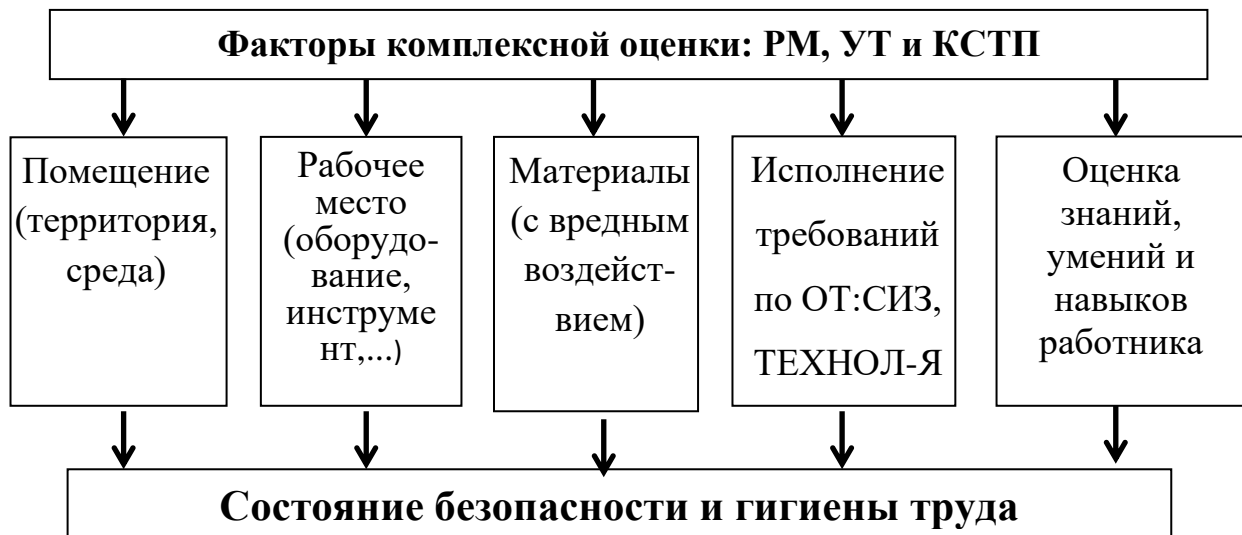 Факторы комплексной оценки: РМ, УТ и КСТП
Помещение
(территория,
среда)
Рабочее
место
(оборудо-
вание,
инструме
нт,...)
Материалы
(с вредным
воздейст-
вием)
Исполнение
требований
по ОТ:СИЗ,
ТЕХНОЛ-Я
Оценка
знаний,
умений и
навыков
работника
Состояние безопасности и гигиены труда